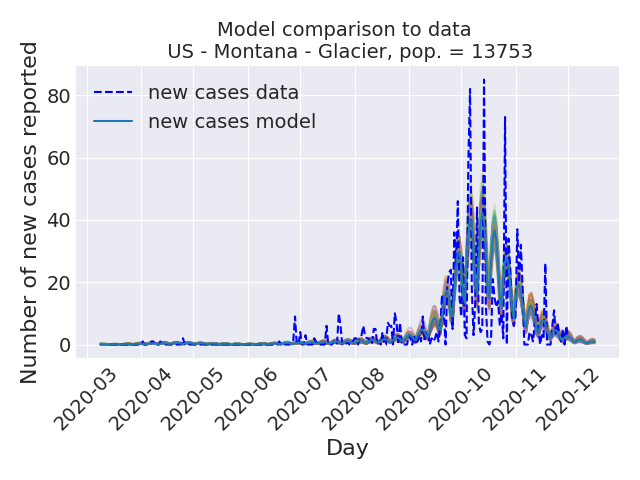 Model comparison to data
US - Montana - Glacier, pop. = 13753
Number of new cases reported
80
60
40
20
0
new cases data
new cases model
2020-03
2020-04
2020-05
2020-06
2020-07
2020-08
2020-09
2020-10
2020-11
2020-12
Day